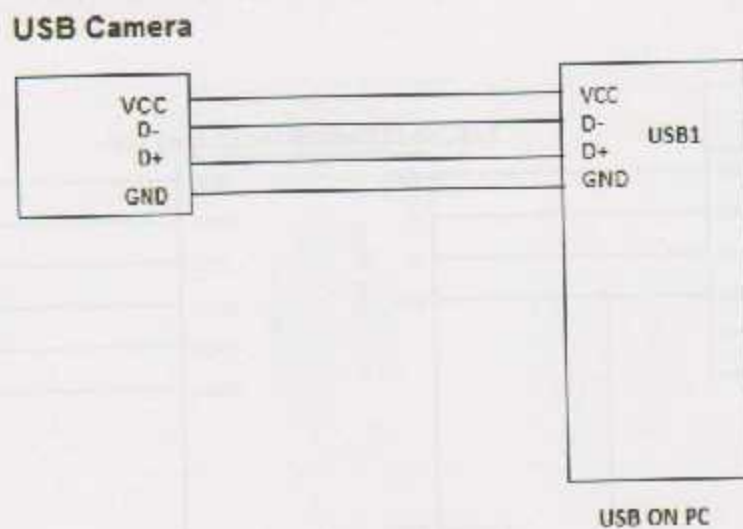 USB Camera
VCC
D-
D+
GND
VCC
D-
D+
GND
USB1
USB ON PC